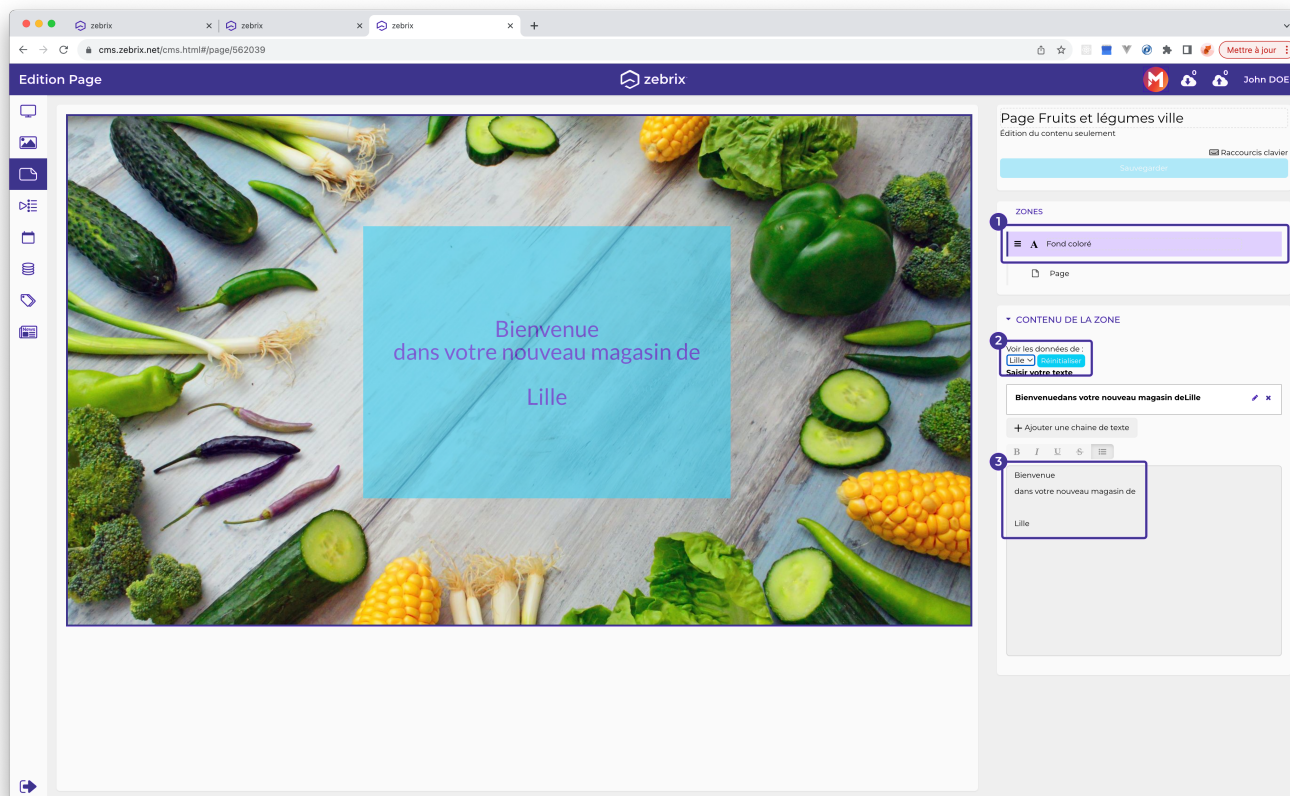 zebrix
zebrix
zebrix
cms.zebrix.net/cms.html#/page/562039
Mettre à jour
Edition Page
zebrix
0
0
John DOE
Bienvenue
dans votre nouveau magasin de
Lille
Page Fruits et légumes ville
Édition du contenu seulement
Raccourcis clavier
Sauvegarder
ZONES
1
A Fond coloré
Page
CONTENU DE LA ZONE
2
Voir les données de :
Lille Réinitialiser
Saisir votre texte
Bienvenuedans votre nouveau magasin deLille
+ Ajouter une chaine de texte
B I U S
3
Bienvenue
dans votre nouveau magasin de
Lille